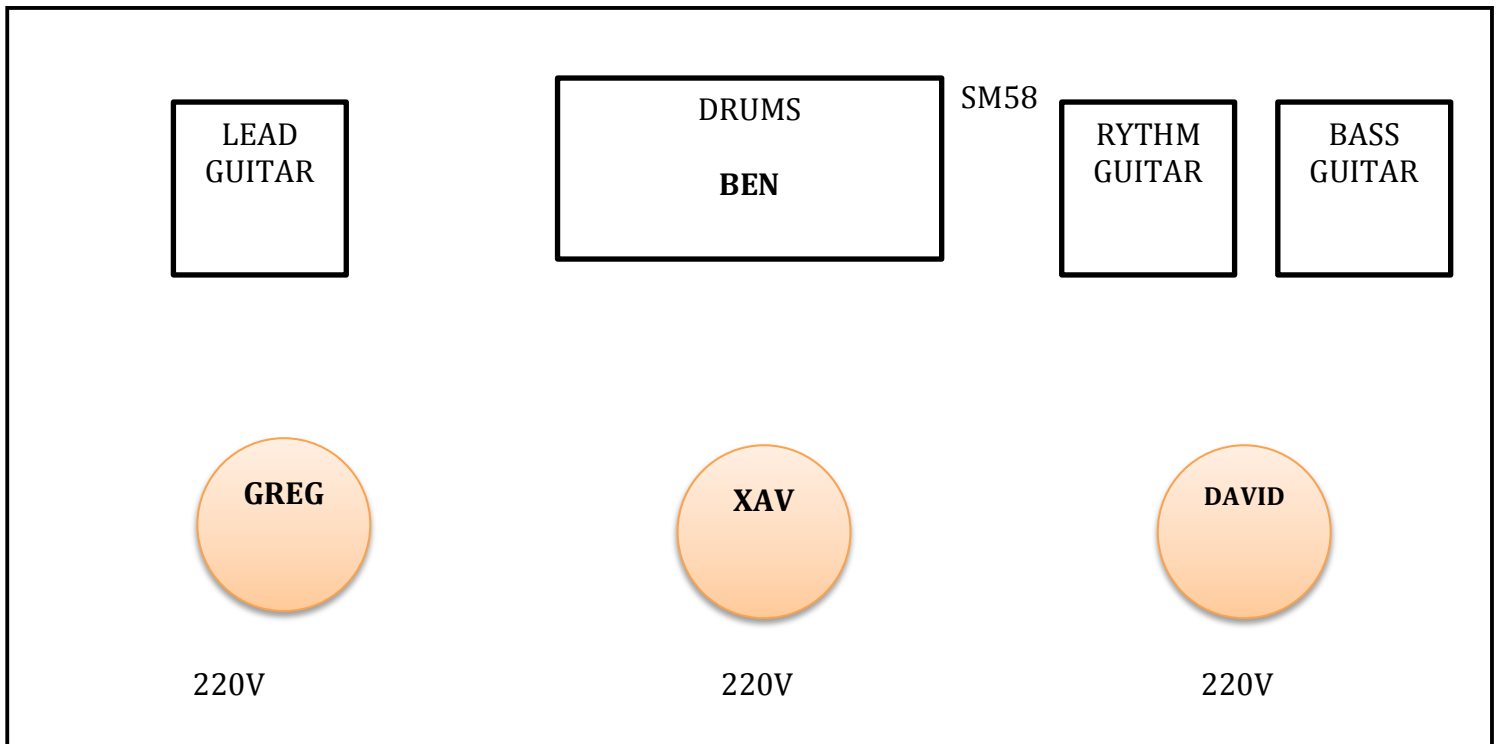 LEAD
GUITAR
DRUMS
BEN
SM58
RYTHM
GUITAR
BASS
GUITAR
GREG
XAV
DAVID
220V
220V
220V